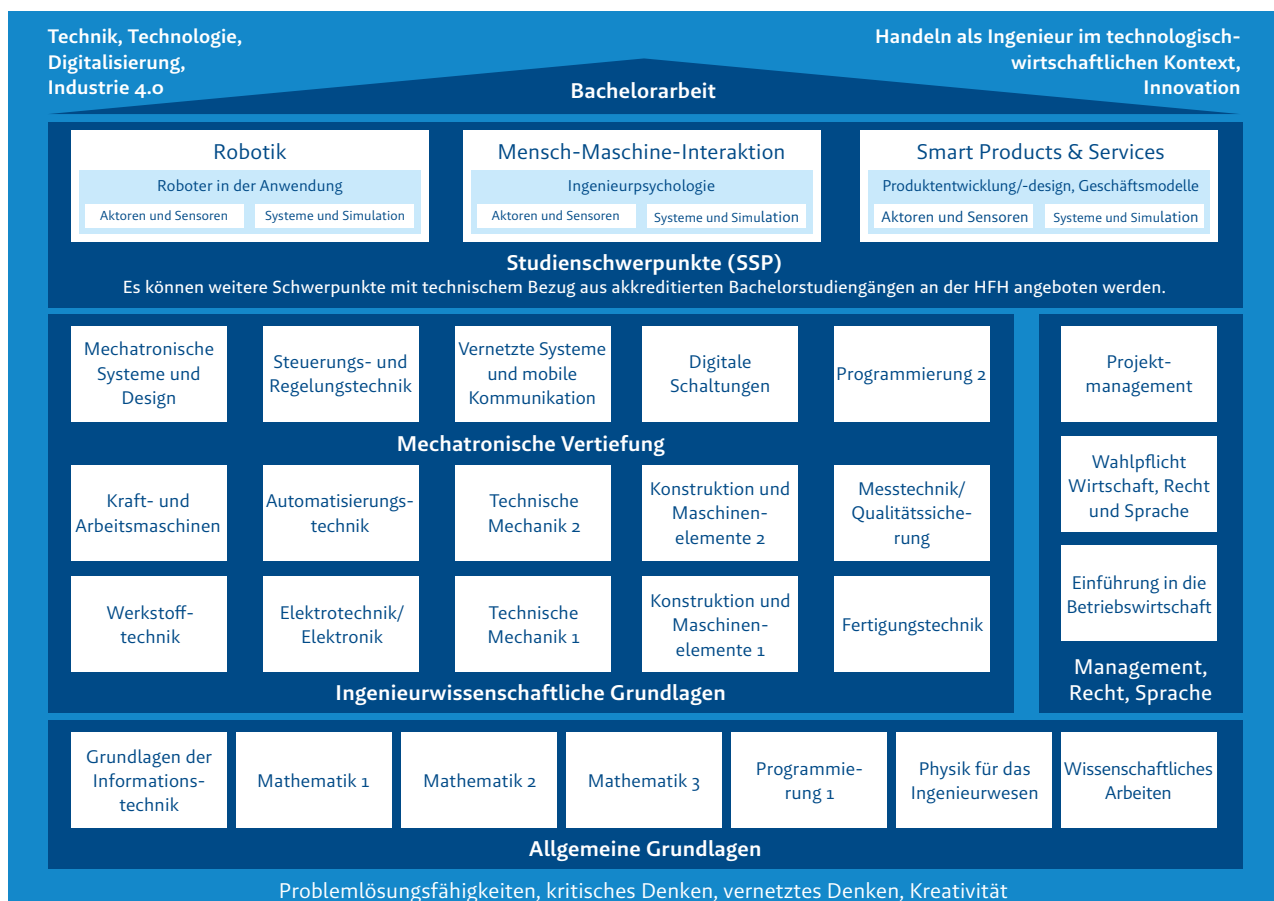 Technik, Technologie,
Digitalisierung,
Industrie 4.0
Handeln als Ingenieur im technologisch-
wirtschaftlichen Kontext,
Innovation
Bachelorarbeit
Robotik
Roboter in der Anwendung
Aktoren und Sensoren
Systeme und Simulation
Mensch-Maschine-Interaktion
Ingenieurpsychologie
Aktoren und Sensoren
Systeme und Simulation
Smart Products & Services
Produktentwicklung/-design, Geschäftsmodelle
Aktoren und Sensoren
Systeme und Simulation
Studienschwerpunkte (SSP)
Es können weitere Schwerpunkte mit technischem Bezug aus akkreditierten Bachelorstudiengängen an der HFH angeboten werden.
Mechatronische
Systeme und
Design
Steuerungs- und
Regelungstechnik
Vernetzte Systeme
und mobile
Kommunikation
Digitale
Schaltungen
Programmierung 2
Mechatronische Vertiefung
Kraft- und
Arbeitsmaschinen
Automatisierungs-
technik
Technische
Mechanik 2
Konstruktion und
Maschinen-
elemente 2
Messtechnik/
Qualitätssiche-
rung
Werkstoff-
technik
Elektrotechnik/
Elektronik
Technische
Mechanik 1
Konstruktion und
Maschinen-
elemente 1
Fertigungstechnik
Ingenieurwissenschaftliche Grundlagen
Projekt-
management
Wahlpflicht
Wirtschaft, Recht
und Sprache
Einführung in die
Betriebswirtschaft
Management,
Recht, Sprache
Grundlagen der
Informations-
technik
Mathematik 1
Mathematik 2
Mathematik 3
Programmie-
rung 1
Physik für das
Ingenieurwesen
Wissenschaftliches
Arbeiten
Allgemeine Grundlagen
Problemlösungsfähigkeiten, kritisches Denken, vernetztes Denken, Kreativität